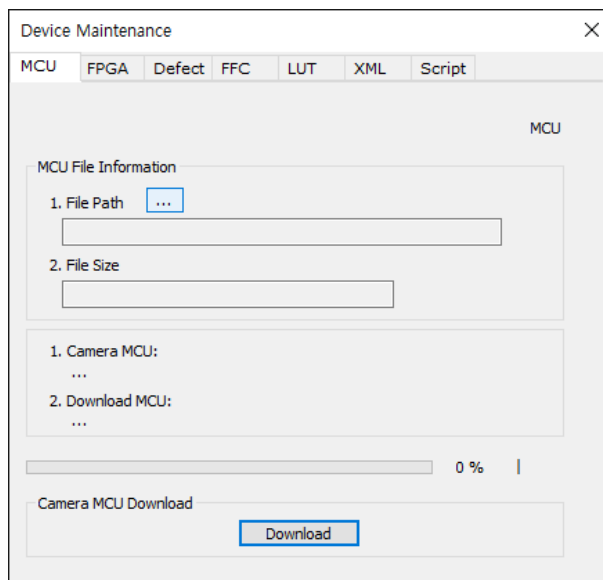 Device Maintenance
MCU FPGA Defect FFC LUT XML Script
MCU
MCU File Information
1. File Path ...
2. File Size
1. Camera MCU:
...
2. Download MCU:
...
0 %
Camera MCU Download
Download